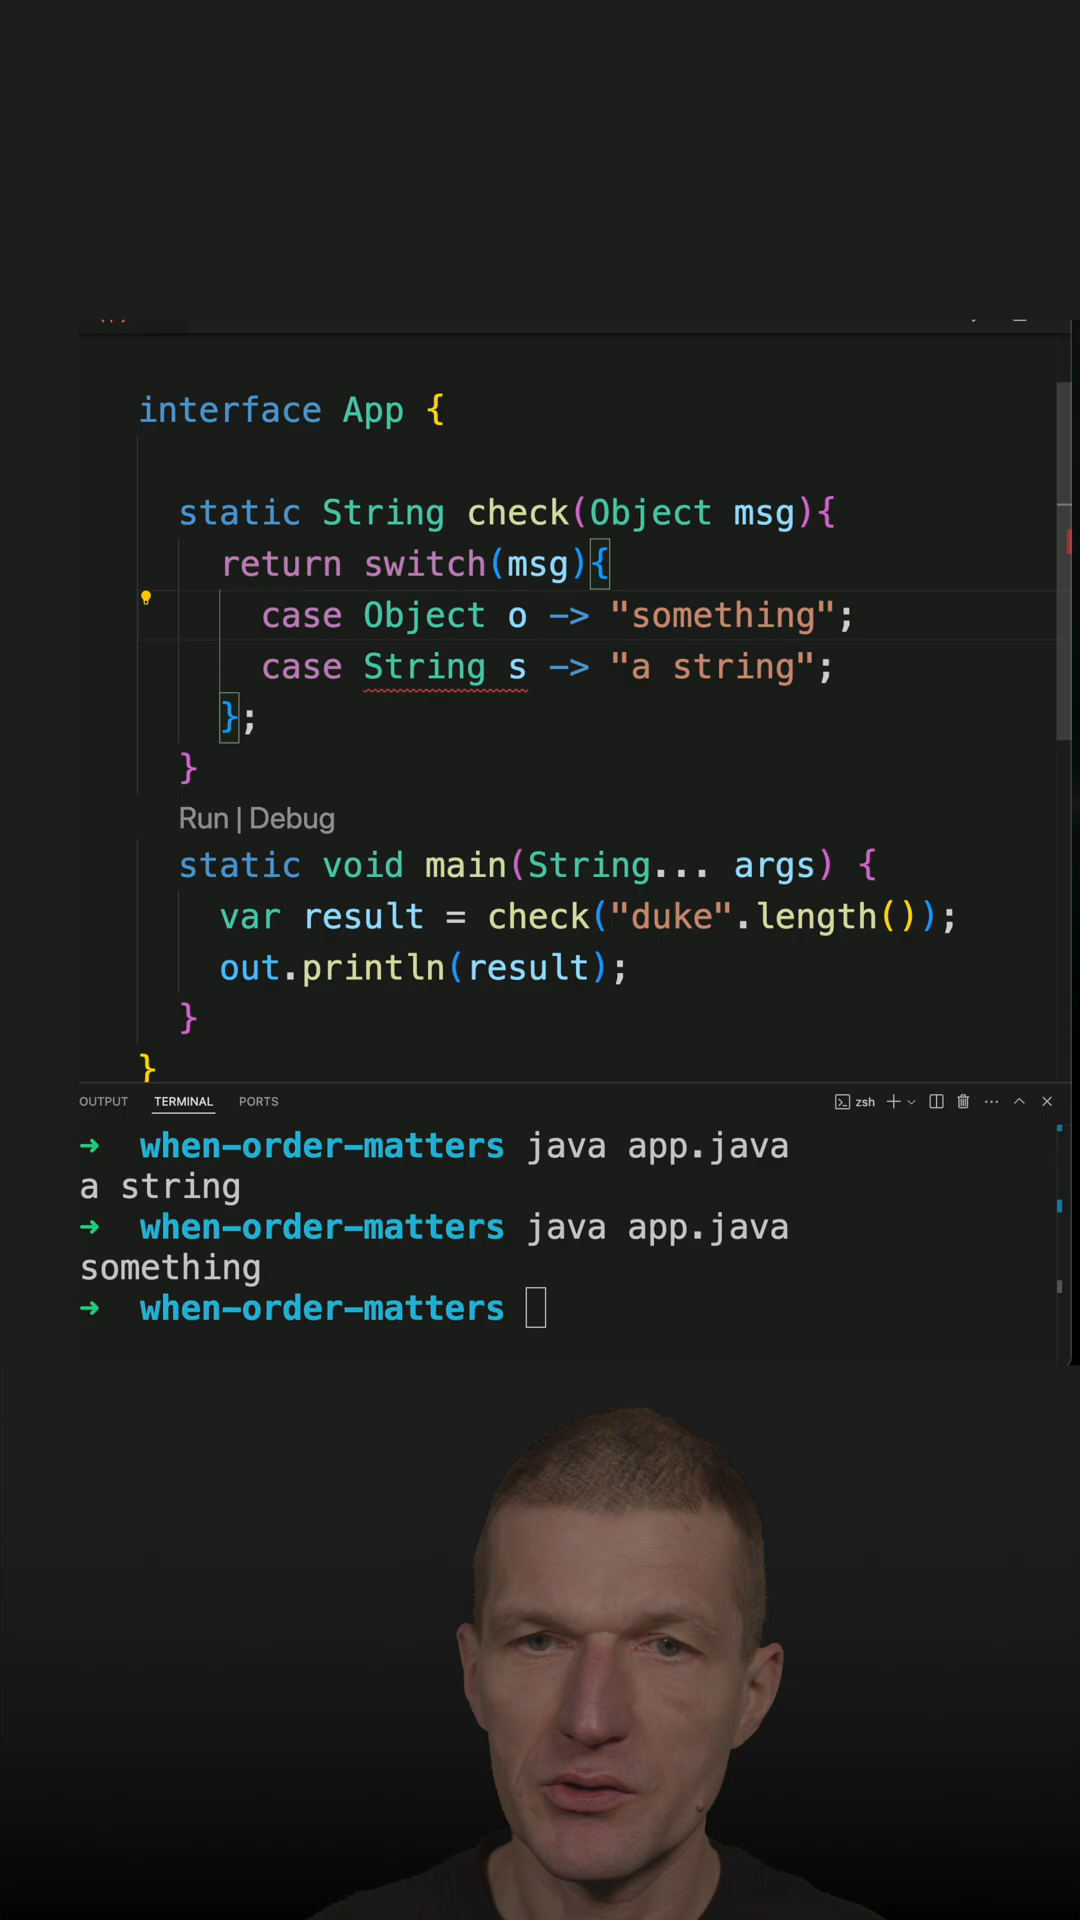 interface App {
static String check(Object msg){
return switch(msg){
case Object o -> "something";
case String s -> "a string";
};
}
Run | Debug
static void main(String... args) {
var result = check("duke".length());
out.println(result);
}
}
OUTPUT TERMINAL PORTS zsh
➜ when-order-matters java app.java
a string
➜ when-order-matters java app.java
something
➜ when-order-matters